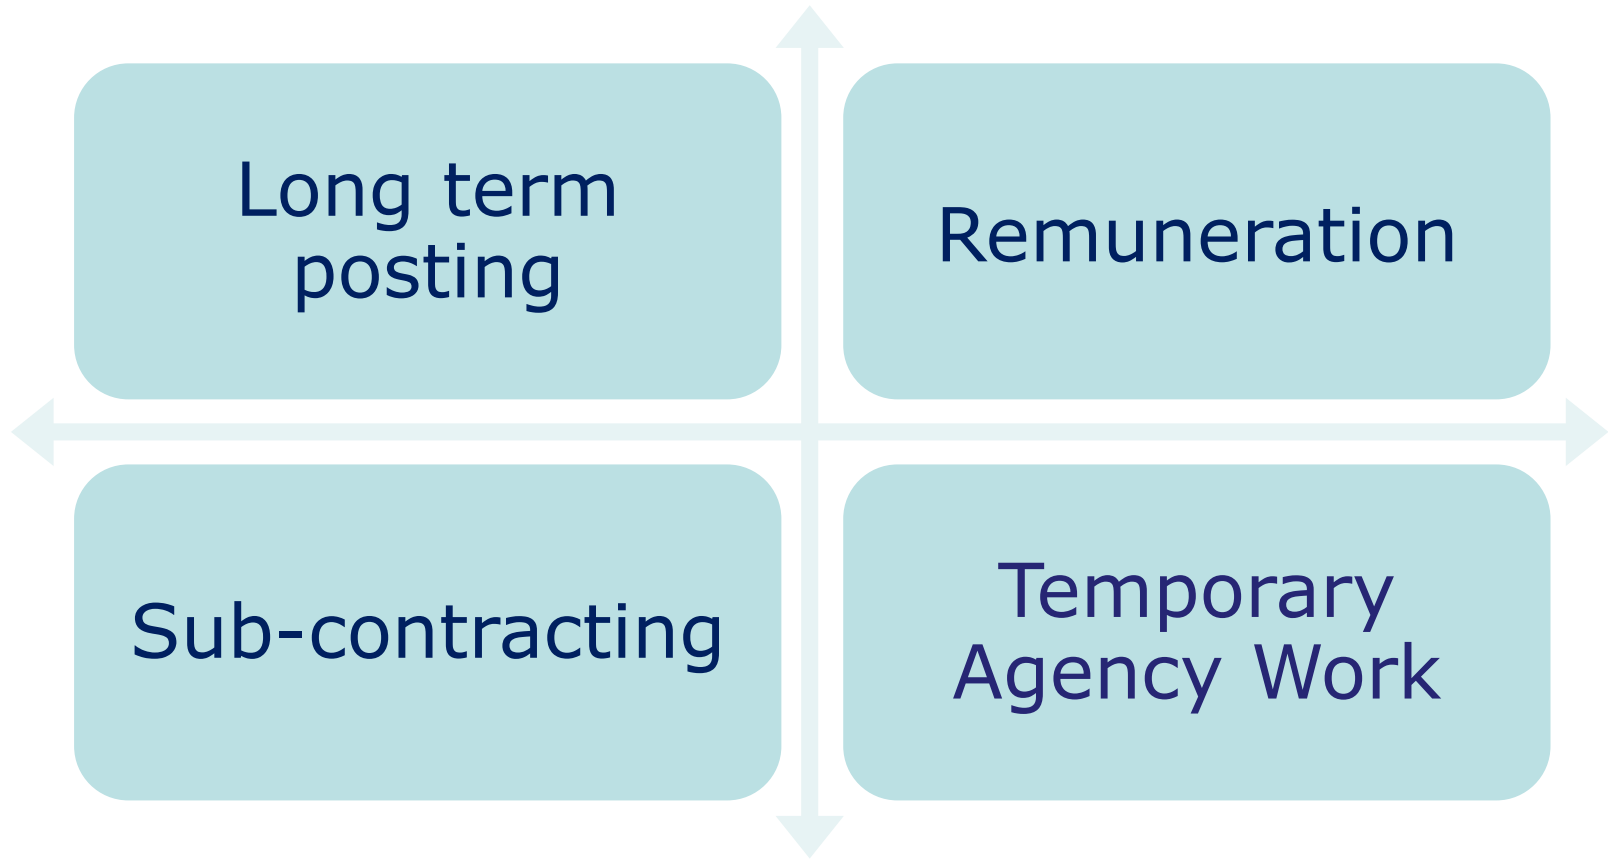 Long term
posting
Remuneration
Sub-contracting
Temporary
Agency Work